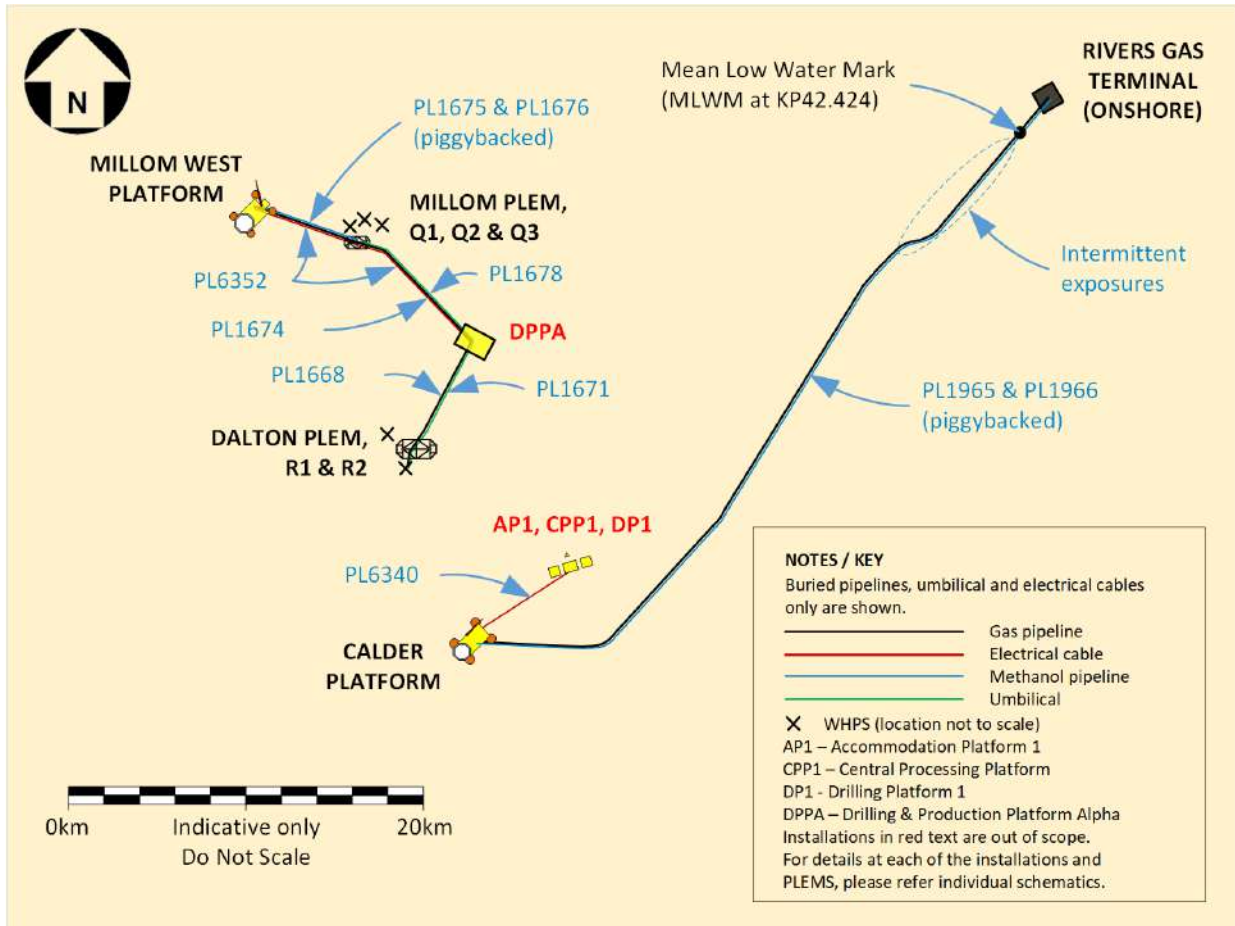 N
Mean Low Water Mark
(MLWM at KP42.424)
RIVERS GAS
TERMINAL
(ONSHORE)
PL1675 & PL1676
(piggybacked)
MILLOM WEST
PLATFORM
MILLOM PLEM,
Q1, Q2 & Q3
PL6352
PL1678
PL1674
DPPA
PL1668
PL1671
DALTON PLEM,
R1 & R2
Intermittent
exposures
PL1965 & PL1966
(piggybacked)
AP1, CPP1, DP1
PL6340
CALDER
PLATFORM
0km
Indicative only
20km
Do Not Scale
NOTES / KEY
Buried pipelines, umbilical and electrical cables
only are shown.
Gas pipeline
Electrical cable
Methanol pipeline
Umbilical
WHPS (location not to scale)
AP1 – Accommodation Platform 1
CPP1 – Central Processing Platform
DP1 - Drilling Platform 1
DPPA – Drilling & Production Platform Alpha
Installations in red text are out of scope.
For details at each of the installations and
PLEMS, please refer individual schematics.